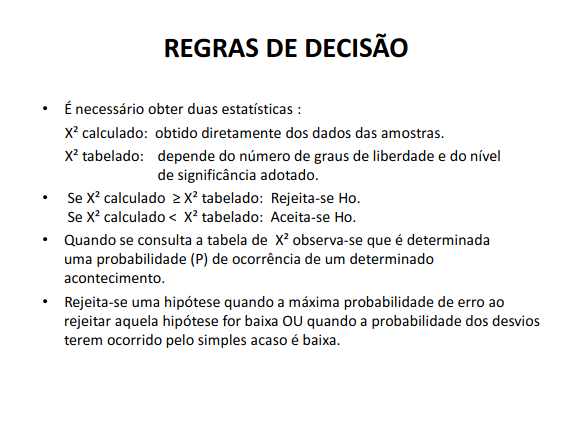 REGRAS DE DECISÃO
• É necessário obter duas estatísticas :
X² calculado: obtido diretamente dos dados das amostras.
X² tabelado: depende do número de graus de liberdade e do nível
de significância adotado.
• Se X² calculado ≥ X² tabelado: Rejeita-se Ho.
Se X² calculado < X² tabelado: Aceita-se Ho.
• Quando se consulta a tabela de X² observa-se que é determinada
uma probabilidade (P) de ocorrência de um determinado
acontecimento.
• Rejeita-se uma hipótese quando a máxima probabilidade de erro ao
rejeitar aquela hipótese for baixa OU quando a probabilidade dos desvios
terem ocorrido pelo simples acaso é baixa.